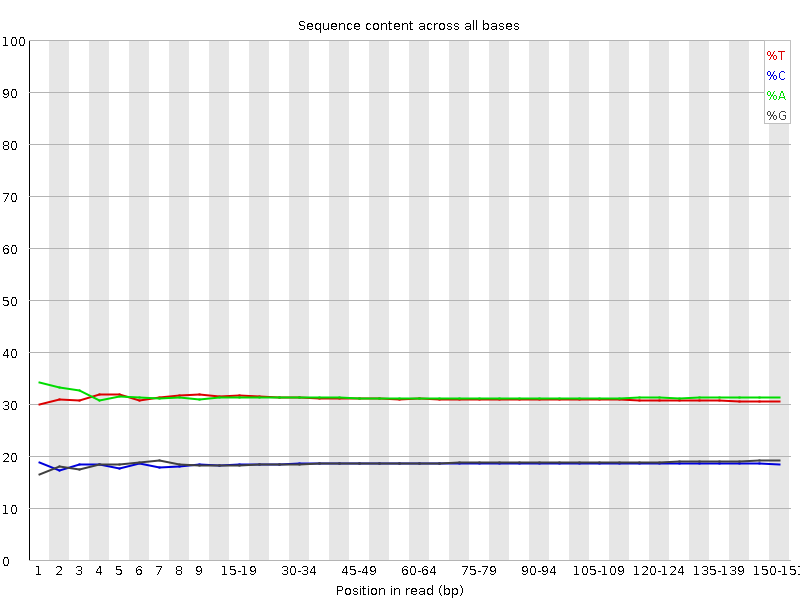 Sequence content across all bases
100
90
80
70
60
50
40
30
20
10
0
%T
%C
%A
%G
1 2 3 4 5 6 7 8 9 15-19 30-34 45-49 60-64 75-79 90-94 105-109 120-124 135-139 150-151
Position in read (bp)